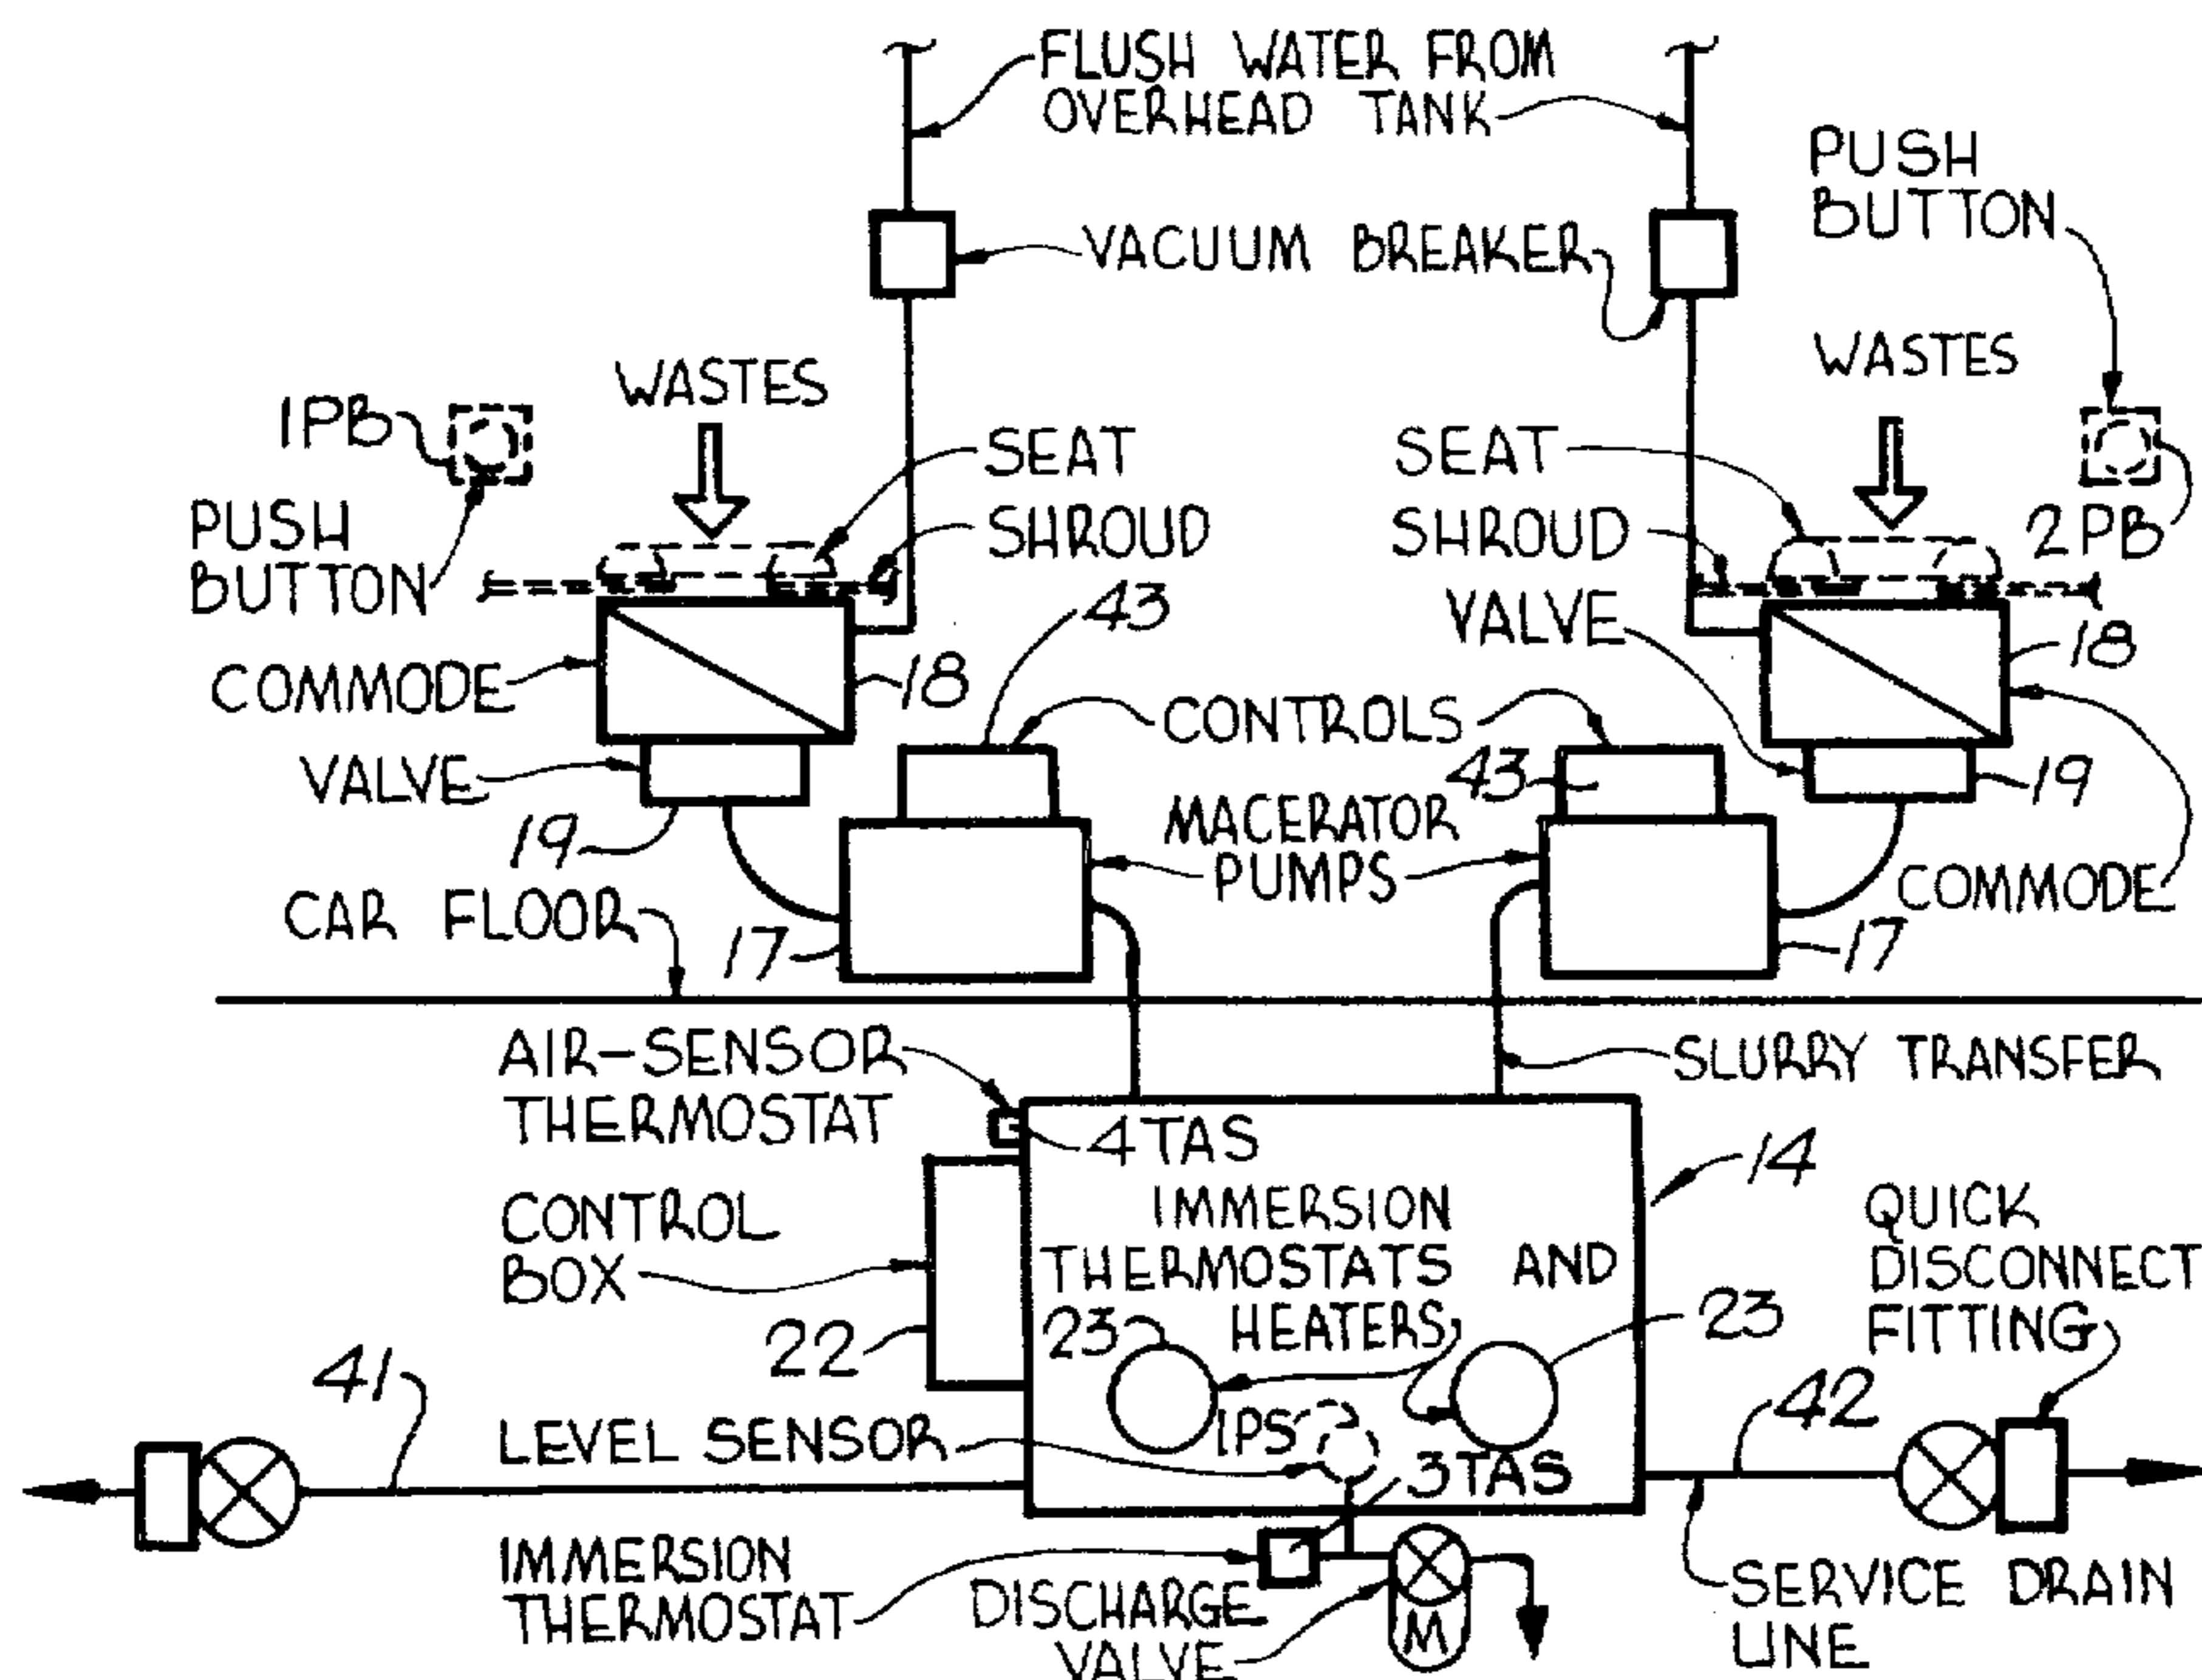 FLUSH WATER FROM
OVERHEAD TANK
PUSH
BUTTON
VACUUM BREAKER
WASTES
WASTES
1PB
SEAT
SEAT
PUSH
BUTTON
SHROUD
SHROUD
2PB
43
VALVE
COMMODE
18
18
CONTROLS
VALVE
43
19
19
MACERATOR
PUMPS
COMMODE
CAR FLOOR
17
17
AIR-SENSOR
THERMOSTAT
SLURRY TRANSFER
4TAS
14
CONTROL
BOX
IMMERSION
THERMOSTATS AND
HEATERS
QUICK
DISCONNECT
FITTING
22
23
23
41
42
LEVEL SENSOR
1PS
3TAS
IMMERSION
THERMOSTAT
DISCHARGE
VALVE
M
SERVICE DRAIN
LINE